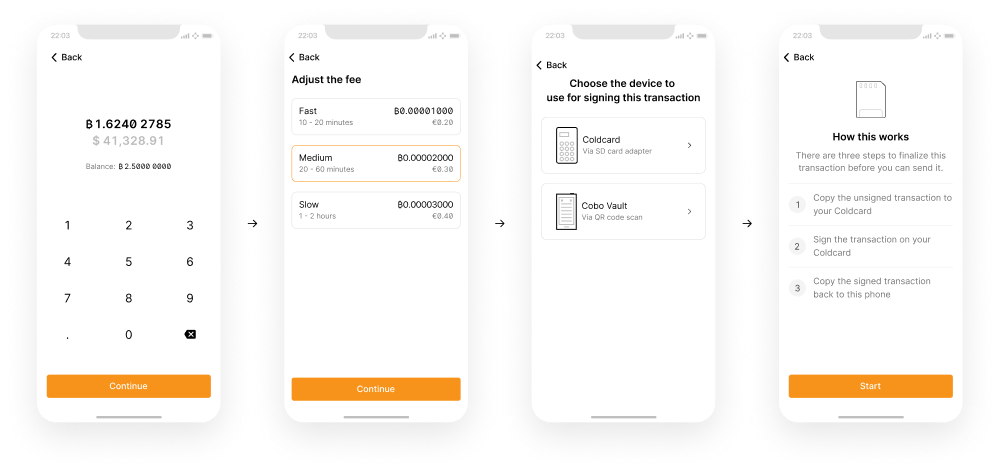 22:03
Back
₿ 1.6240 2785
$ 41,328.91
Balance: ₿ 2.5000 0000
1 2 3
4 5 6
7 8 9
. 0
Continue
→
22:03
Back
Adjust the fee
Fast ₿0.00001000
10 - 20 minutes €0.20
Medium ₿0.00002000
20 - 60 minutes €0.30
Slow ₿0.00003000
1 - 2 hours €0.40
Continue
→
22:03
Back
Choose the device to
use for signing this transaction
Coldcard
Via SD card adapter
Cobo Vault
Via QR code scan
→
22:03
Back
How this works
There are three steps to finalize this
transaction before you can send it.
1 Copy the unsigned transaction to
your Coldcard
2 Sign the transaction on your
Coldcard
3 Copy the signed transaction
back to this phone
Start